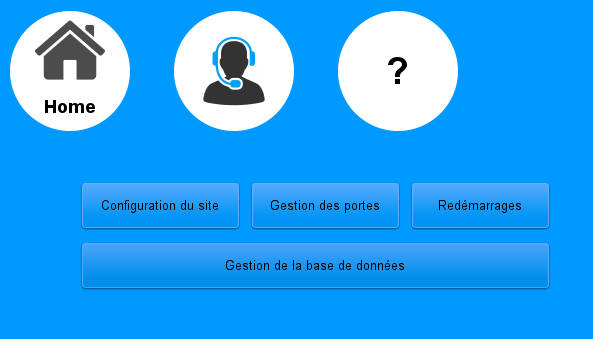 Home
?
Configuration du site
Gestion des portes
Redémarrages
Gestion de la base de données